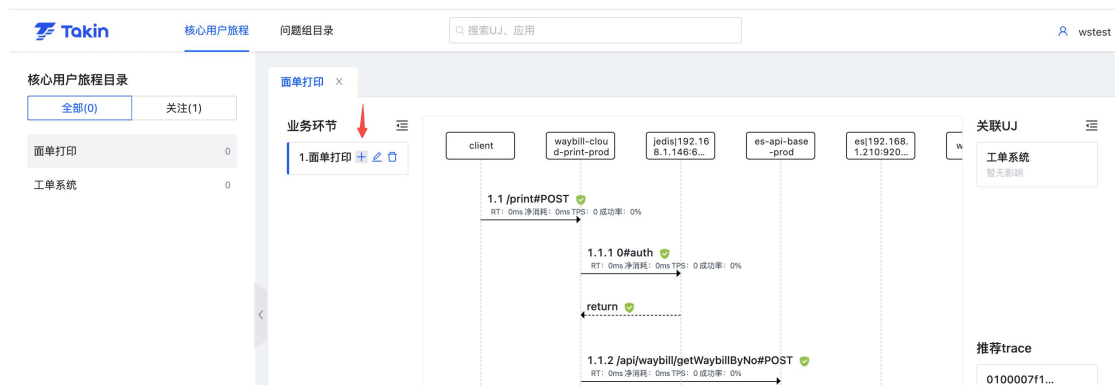 Takin
核心用户旅程
问题组目录
搜索UJ、应用
wstest
核心用户旅程目录
全部(0)
关注(1)
面单打印
0
工单系统
0
面单打印
业务环节
1.面单打印
client
waybill-clou
d-print-prod
jedis|192.16
8.1.146:6...
es-api-base
-prod
es|192.168.
1.210:920...
w
1.1 /print#POST
RT：0ms 净消耗：0ms TPS：0 成功率：0%
1.1.1 0#auth
RT：0ms 净消耗：0ms TPS：0 成功率：0%
return
1.1.2 /api/waybill/getWaybillByNo#POST
RT：0ms 净消耗：0ms TPS：0 成功率：0%
关联UJ
工单系统
暂无影响
推荐trace
0100007f1...